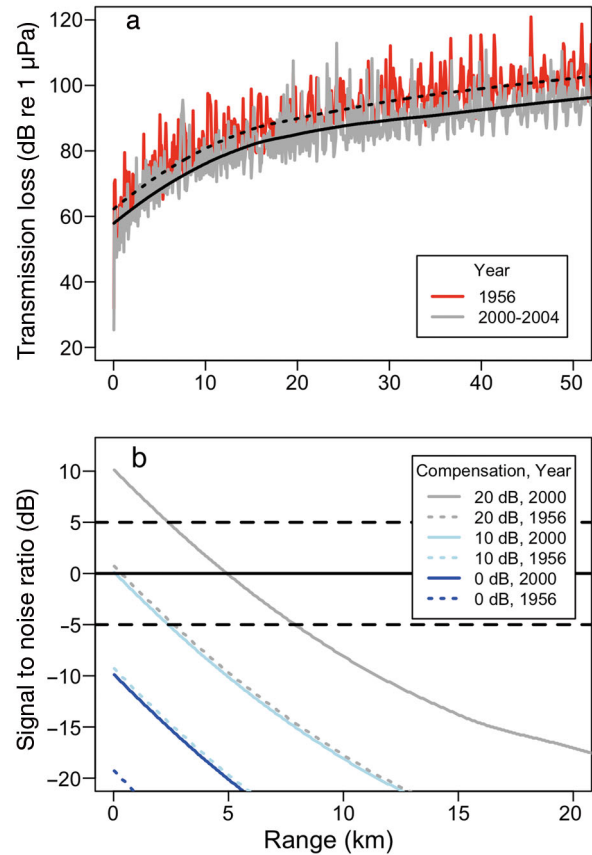 a
Transmission loss (dB re 1 µPa)
120
100
80
60
40
20
Year
1956
2000-2004
0
10
20
30
40
50
b
Signal to noise ratio (dB)
10
5
0
−5
−10
−15
−20
Compensation, Year
20 dB, 2000
20 dB, 1956
10 dB, 2000
10 dB, 1956
0 dB, 2000
0 dB, 1956
0
5
10
15
20
Range (km)